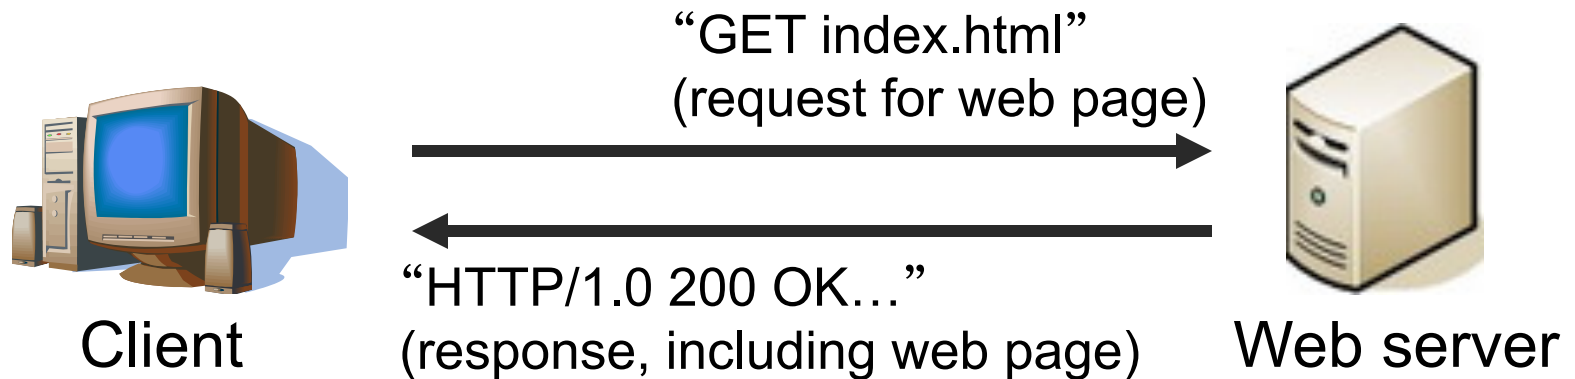 “GET index.html”
(request for web page)
“HTTP/1.0 200 OK…”
(response, including web page)
Client
Web server